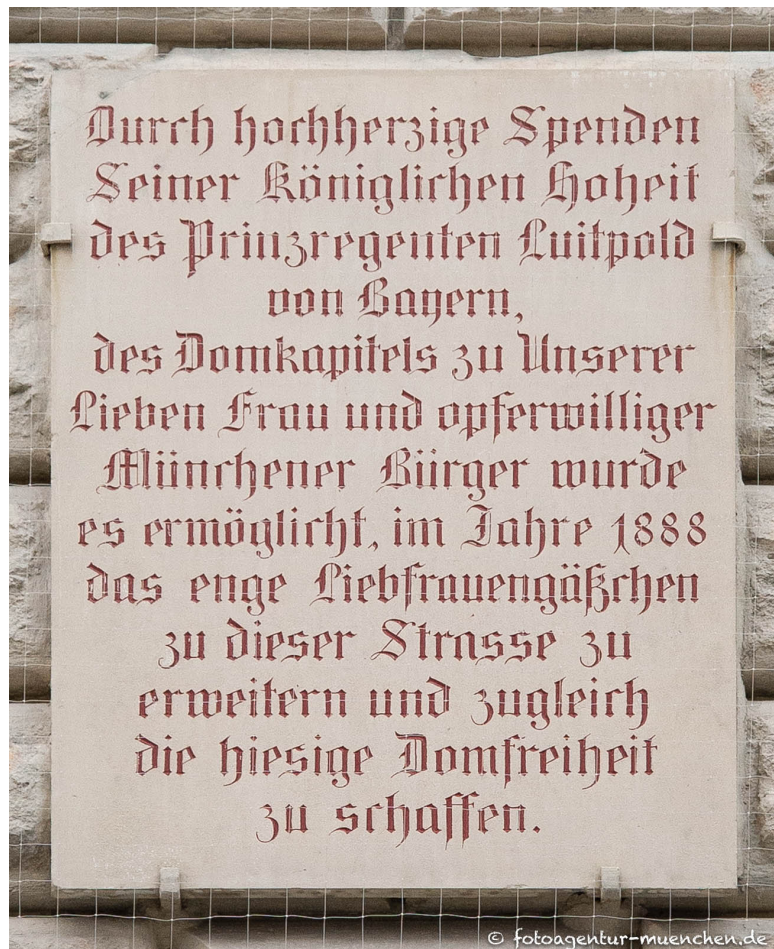 Durch hochherzige Spenden
Seiner Königlichen Hoheit
des Prinzregenten Luitpold
von Bayern,
des Domkapitels zu Unserer
Lieben Frau und opferwilliger
Münchener Bürger wurde
es ermöglicht, im Jahre 1888
das enge Liebfrauengäßchen
zu dieser Strasse zu
erweitern und zugleich
die hiesige Domfreiheit
zu schaffen.
© fotoagentur-muenchen.de